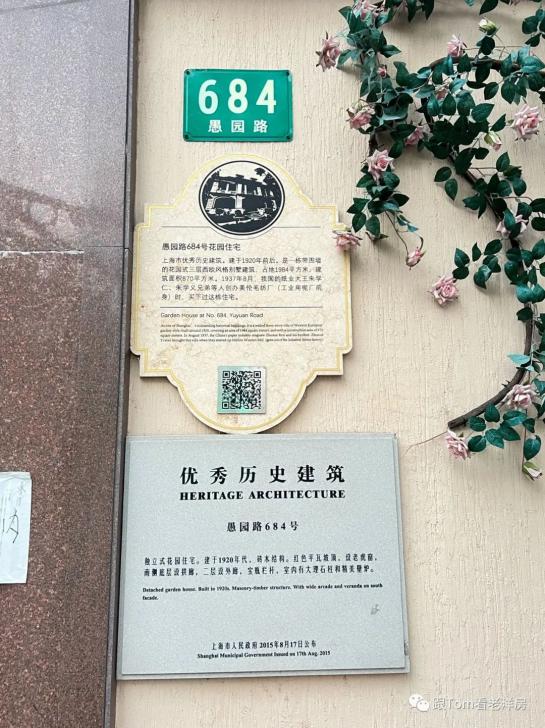 684
愚园路
愚园路684号花园住宅
上海市优秀历史建筑。建于1920年前后。是一栋带围墙
的花园式三层西欧风格别墅建筑，占地1984平方米，建
筑面积870平方米。1937年8月，我国的纸业大王朱学
仁、朱学义兄弟等人创办美伦毛纺厂（工业用呢厂前
身）时，买下过这栋住宅。
Garden House at No. 684, Yuyuan Road
优秀历史建筑
HERITAGE ARCHITECTURE
愚园路684号
独立式花园住宅。建于1920年代，砖木结构。红色平瓦坡顶，设老虎窗，
南侧底层设拱廊，二层设外廊，宝瓶栏杆，室内有大理石柱和精美壁炉。
Detached garden house. Built in 1920s. Masonry-timber structure. With wide arcade and veranda on south
facade.
上海市人民政府 2015年8月17日公布
Shanghai Municipal Government Issued on 17th Aug. 2015
跟Tom看老洋房